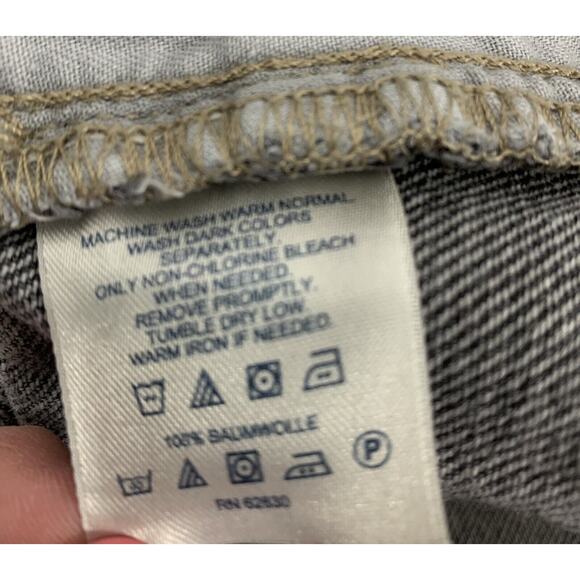 MACHINE WASH WARM NORMAL.
WASH DARK COLORS
SEPARATELY.
ONLY NON-CHLORINE BLEACH
WHEN NEEDED.
REMOVE PROMPTLY.
TUMBLE DRY LOW.
WARM IRON IF NEEDED.
100% BAUMWOLLE
P
RN 62630